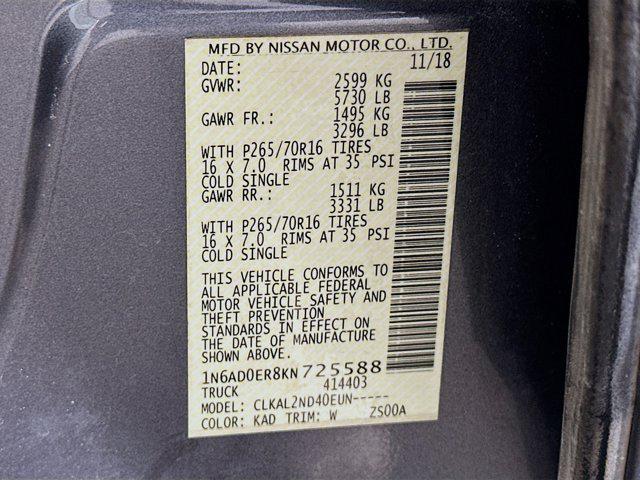 MFD BY NISSAN MOTOR CO., LTD.
DATE: 11/18
GVWR: 2599 KG
5730 LB
GAWR FR.: 1495 KG
3296 LB
WITH P265/70R16 TIRES
16 X 7.0 RIMS AT 35 PSI
COLD SINGLE
GAWR RR.: 1511 KG
3331 LB
WITH P265/70R16 TIRES
16 X 7.0 RIMS AT 35 PSI
COLD SINGLE
THIS VEHICLE CONFORMS TO
ALL APPLICABLE FEDERAL
MOTOR VEHICLE SAFETY AND
THEFT PREVENTION
STANDARDS IN EFFECT ON
THE DATE OF MANUFACTURE
SHOWN ABOVE.
1N6AD0ER8KN725588
TRUCK 414403
MODEL: CLKAL2ND40EUN-----
COLOR: KAD TRIM: W ZS00A